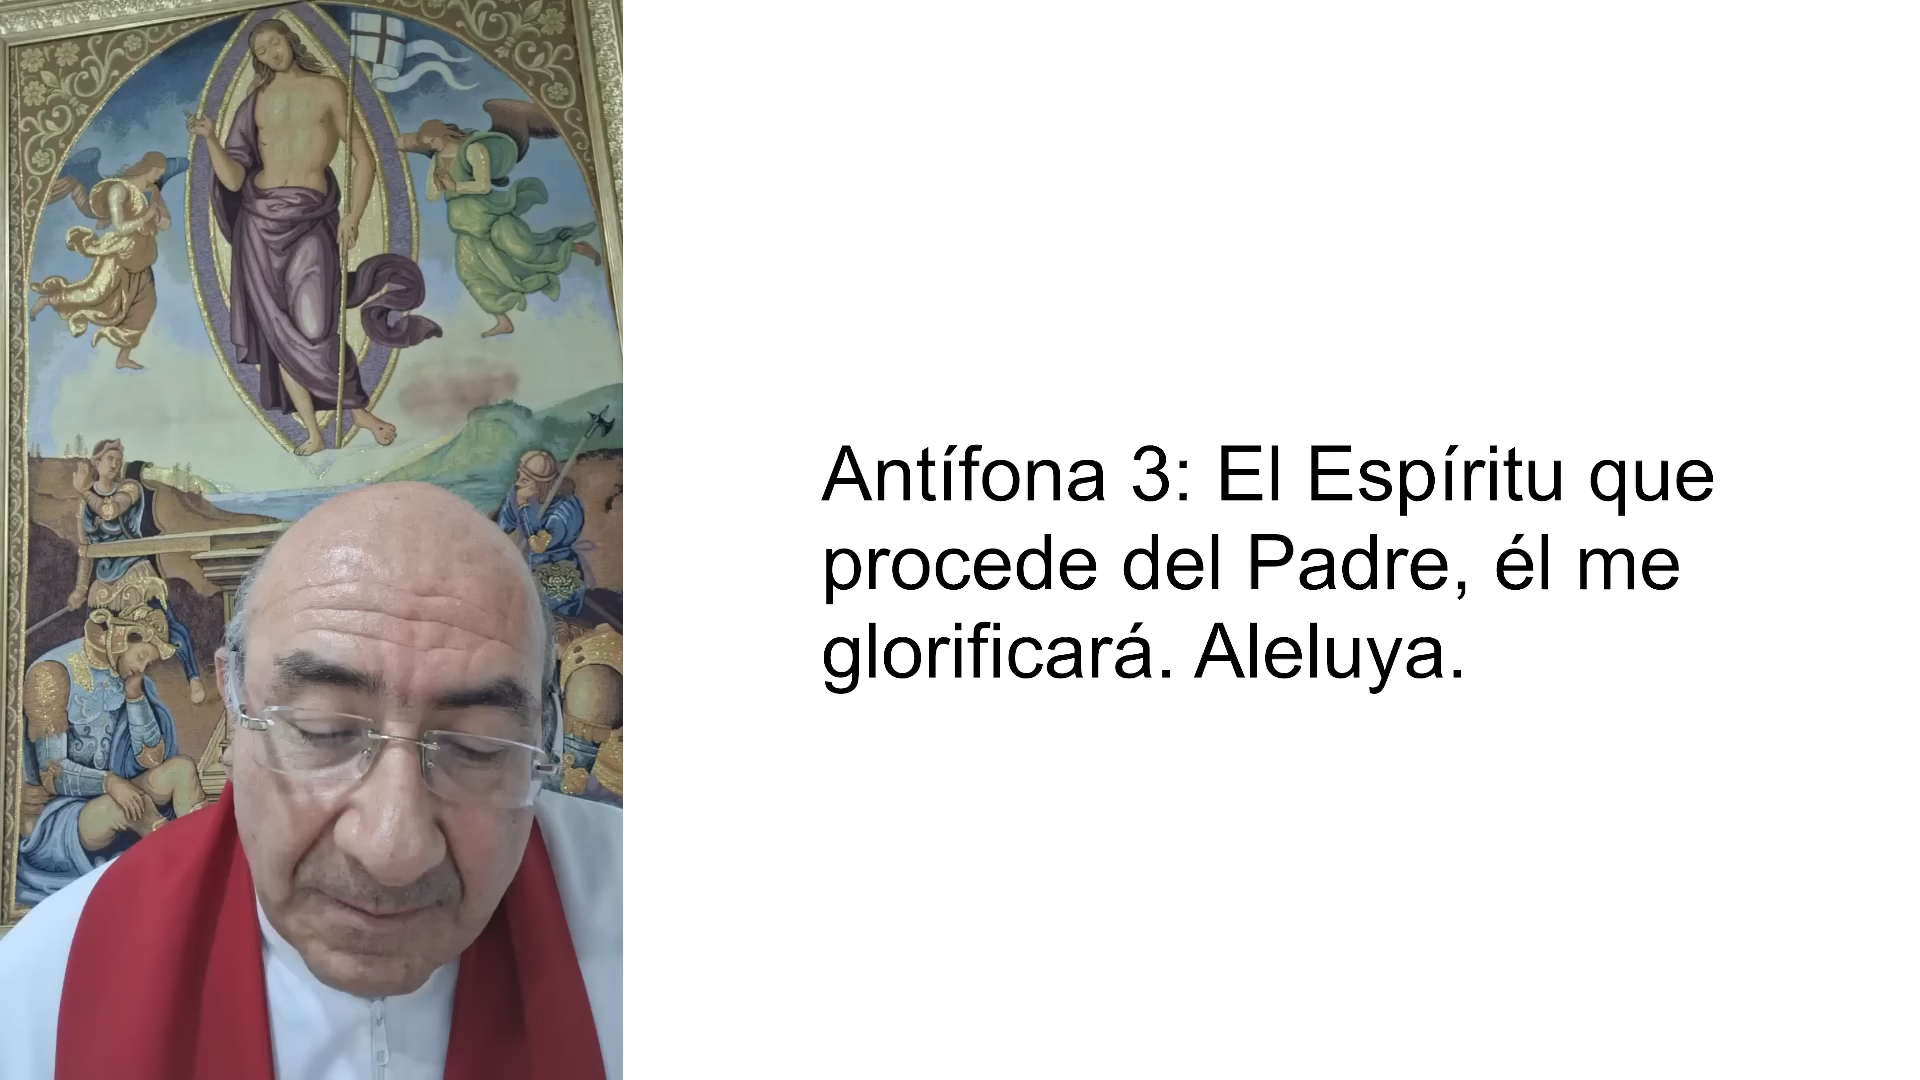 Antífona 3: El Espíritu que
procede del Padre, él me
glorificará. Aleluya.